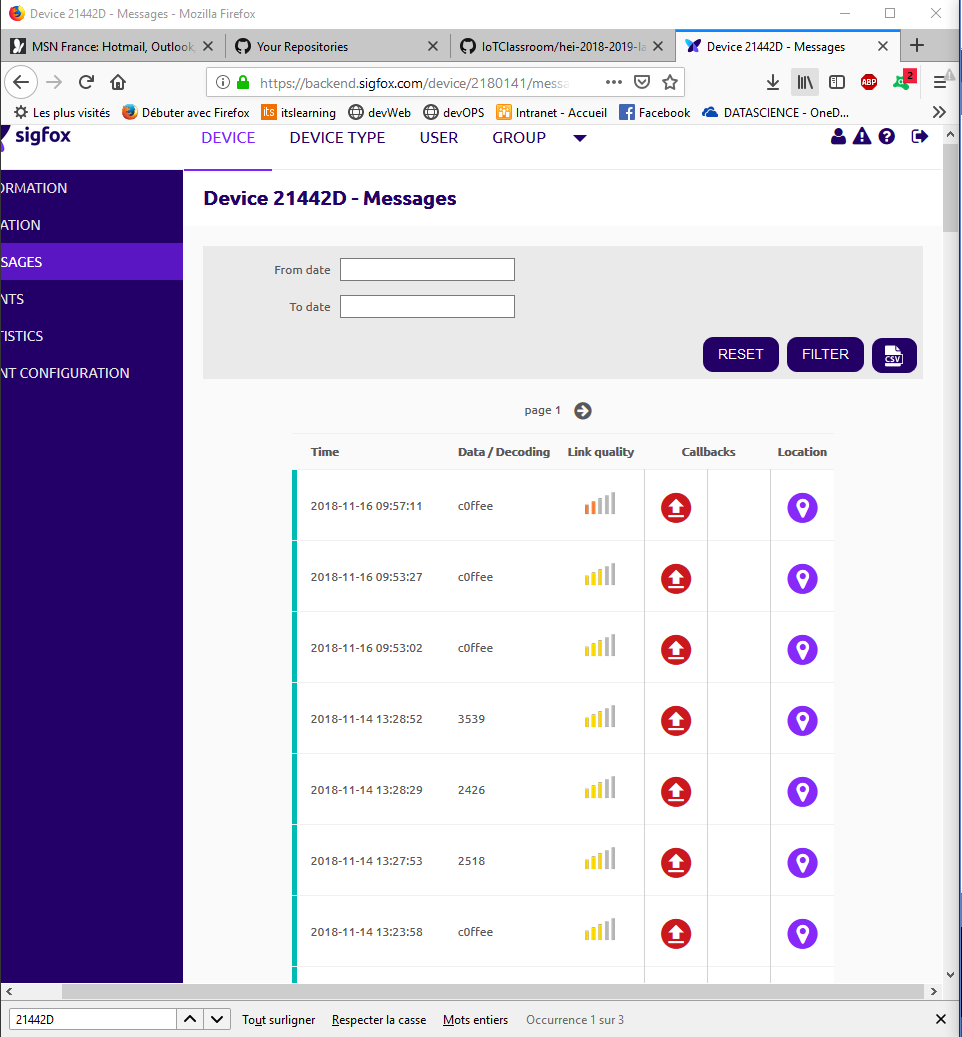 Device 21442D - Messages - Mozilla Firefox
MSN France: Hotmail, Outlook, Your Repositories IoTClassroom/hei-2018-2019-la Device 21442D - Messages
https://backend.sigfox.com/device/2180141/messa 2
Les plus visités Débuter avec Firefox its itslearning devWeb devOPS Intranet - Accueil Facebook DATASCIENCE - OneD...
sigfox DEVICE DEVICE TYPE USER GROUP
ORMATION
ATION
SAGES
NTS
TISTICS
NT CONFIGURATION
Device 21442D - Messages
From date
To date
RESET FILTER CSV
page 1
Time Data / Decoding Link quality Callbacks Location
2018-11-16 09:57:11 c0ffee
2018-11-16 09:53:27 c0ffee
2018-11-16 09:53:02 c0ffee
2018-11-14 13:28:52 3539
2018-11-14 13:28:29 2426
2018-11-14 13:27:53 2518
2018-11-14 13:23:58 c0ffee
21442D Tout surligner Respecter la casse Mots entiers Occurrence 1 sur 3